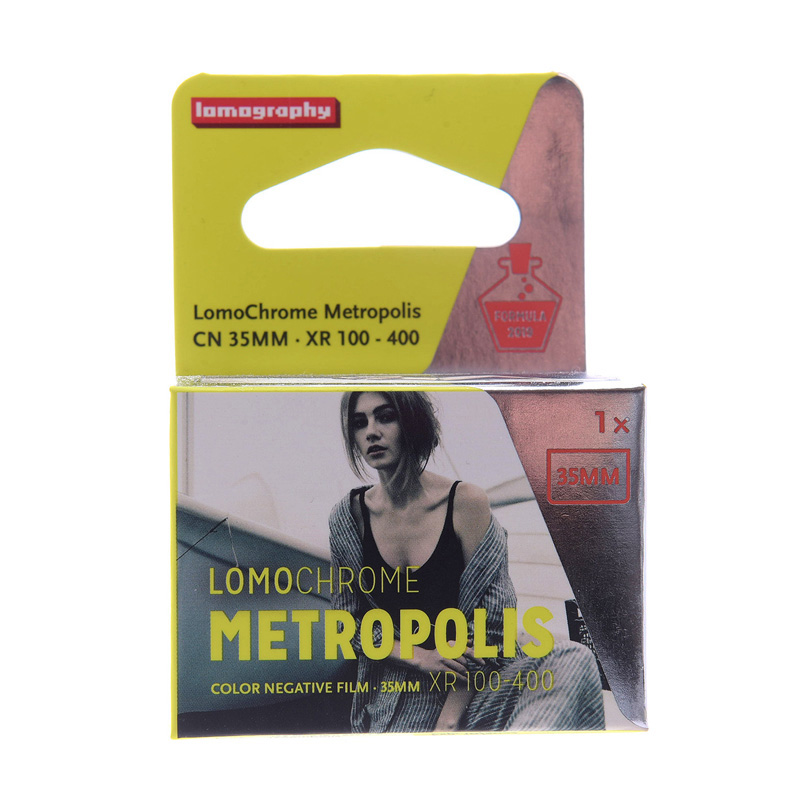 lomography
LomoChrome Metropolis
CN 35MM · XR 100 - 400
FORMULA
2019
1x
35MM
LOMOCHROME
METROPOLIS
COLOR NEGATIVE FILM · 35MM XR 100-400